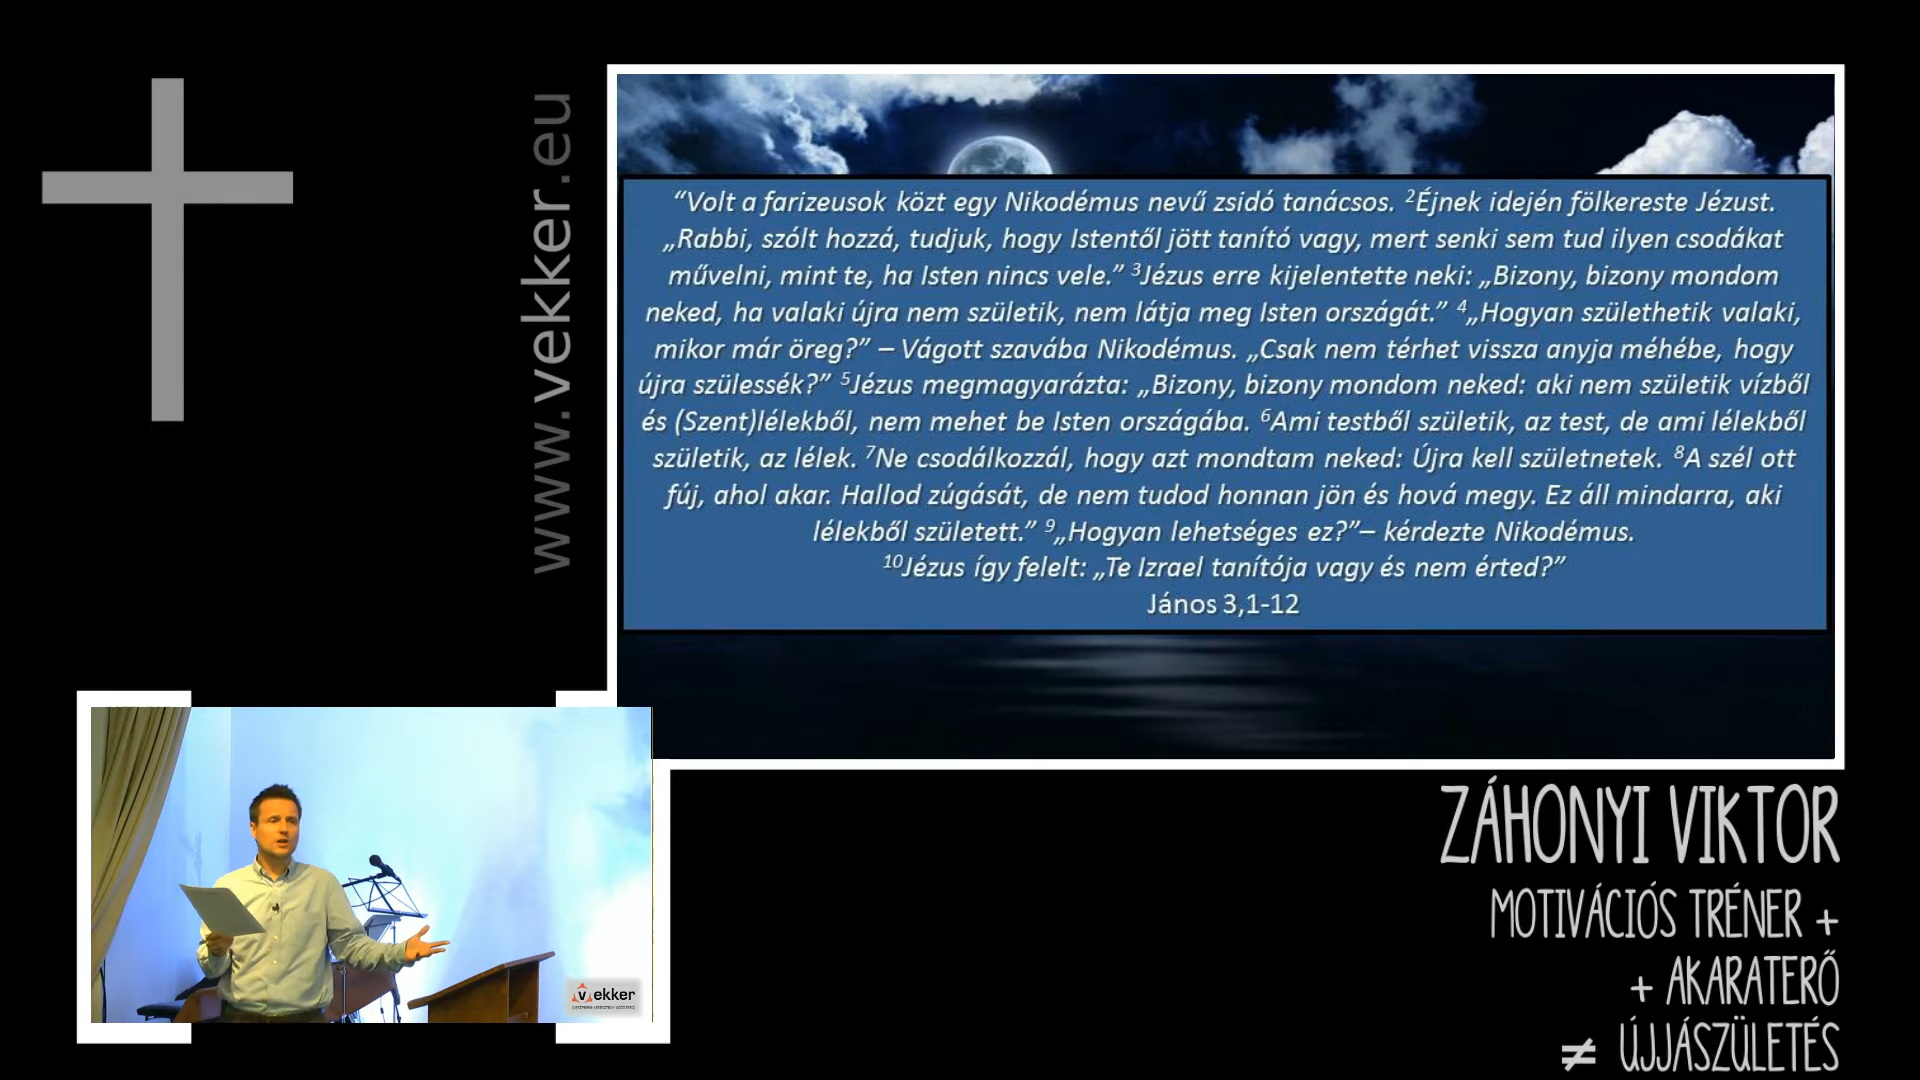 www.vekker.eu
“Volt a farizeusok közt egy Nikodémus nevű zsidó tanácsos. ²Éjnek idején fölkereste Jézust.
„Rabbi, szólt hozzá, tudjuk, hogy Istentől jött tanító vagy, mert senki sem tud ilyen csodákat
művelni, mint te, ha Isten nincs vele.” ³Jézus erre kijelentette neki: „Bizony, bizony mondom
neked, ha valaki újra nem születik, nem látja meg Isten országát.” ⁴„Hogyan születhetik valaki,
mikor már öreg?” – Vágott szavába Nikodémus. „Csak nem térhet vissza anyja méhébe, hogy
újra szülessék?” ⁵Jézus megmagyarázta: „Bizony, bizony mondom neked: aki nem születik vízből
és (Szent)lélekből, nem mehet be Isten országába. ⁶Ami testből születik, az test, de ami lélekből
születik, az lélek. ⁷Ne csodálkozzál, hogy azt mondtam neked: Újra kell születnetek. ⁸A szél ott
fúj, ahol akar. Hallod zúgását, de nem tudod honnan jön és hová megy. Ez áll mindarra, aki
lélekből született.” ⁹„Hogyan lehetséges ez?”– kérdezte Nikodémus.
¹⁰Jézus így felelt: „Te Izrael tanítója vagy és nem érted?”
János 3,1-12
vekker
ZÁHONYI VIKTOR
MOTIVÁCIÓS TRÉNER +
+ AKARATERŐ
≠ ÚJJÁSZÜLETÉS